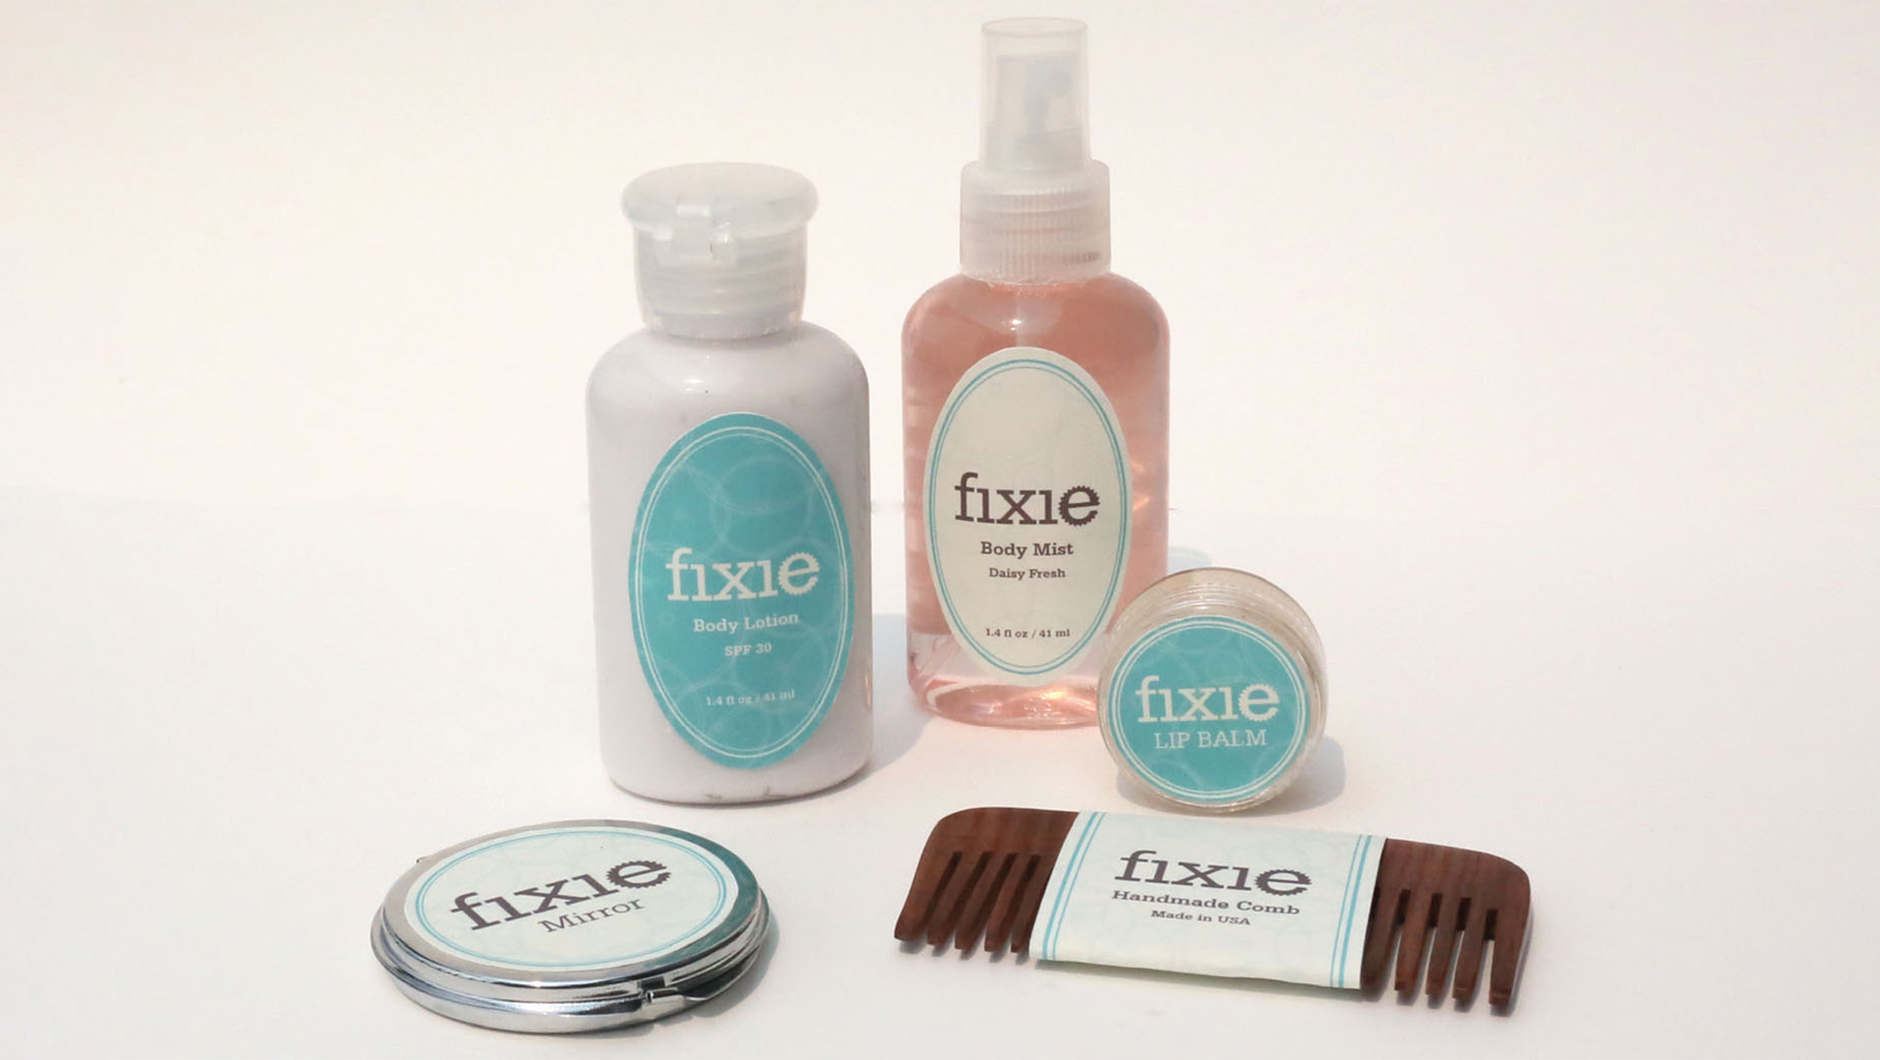 fixie
Body Lotion
SPF 30
1.4 fl oz / 41 ml
fixie
Body Mist
Daisy Fresh
1.4 fl oz / 41 ml
fixie
LIP BALM
fixie
Mirror
fixie
Handmade Comb
Made in USA